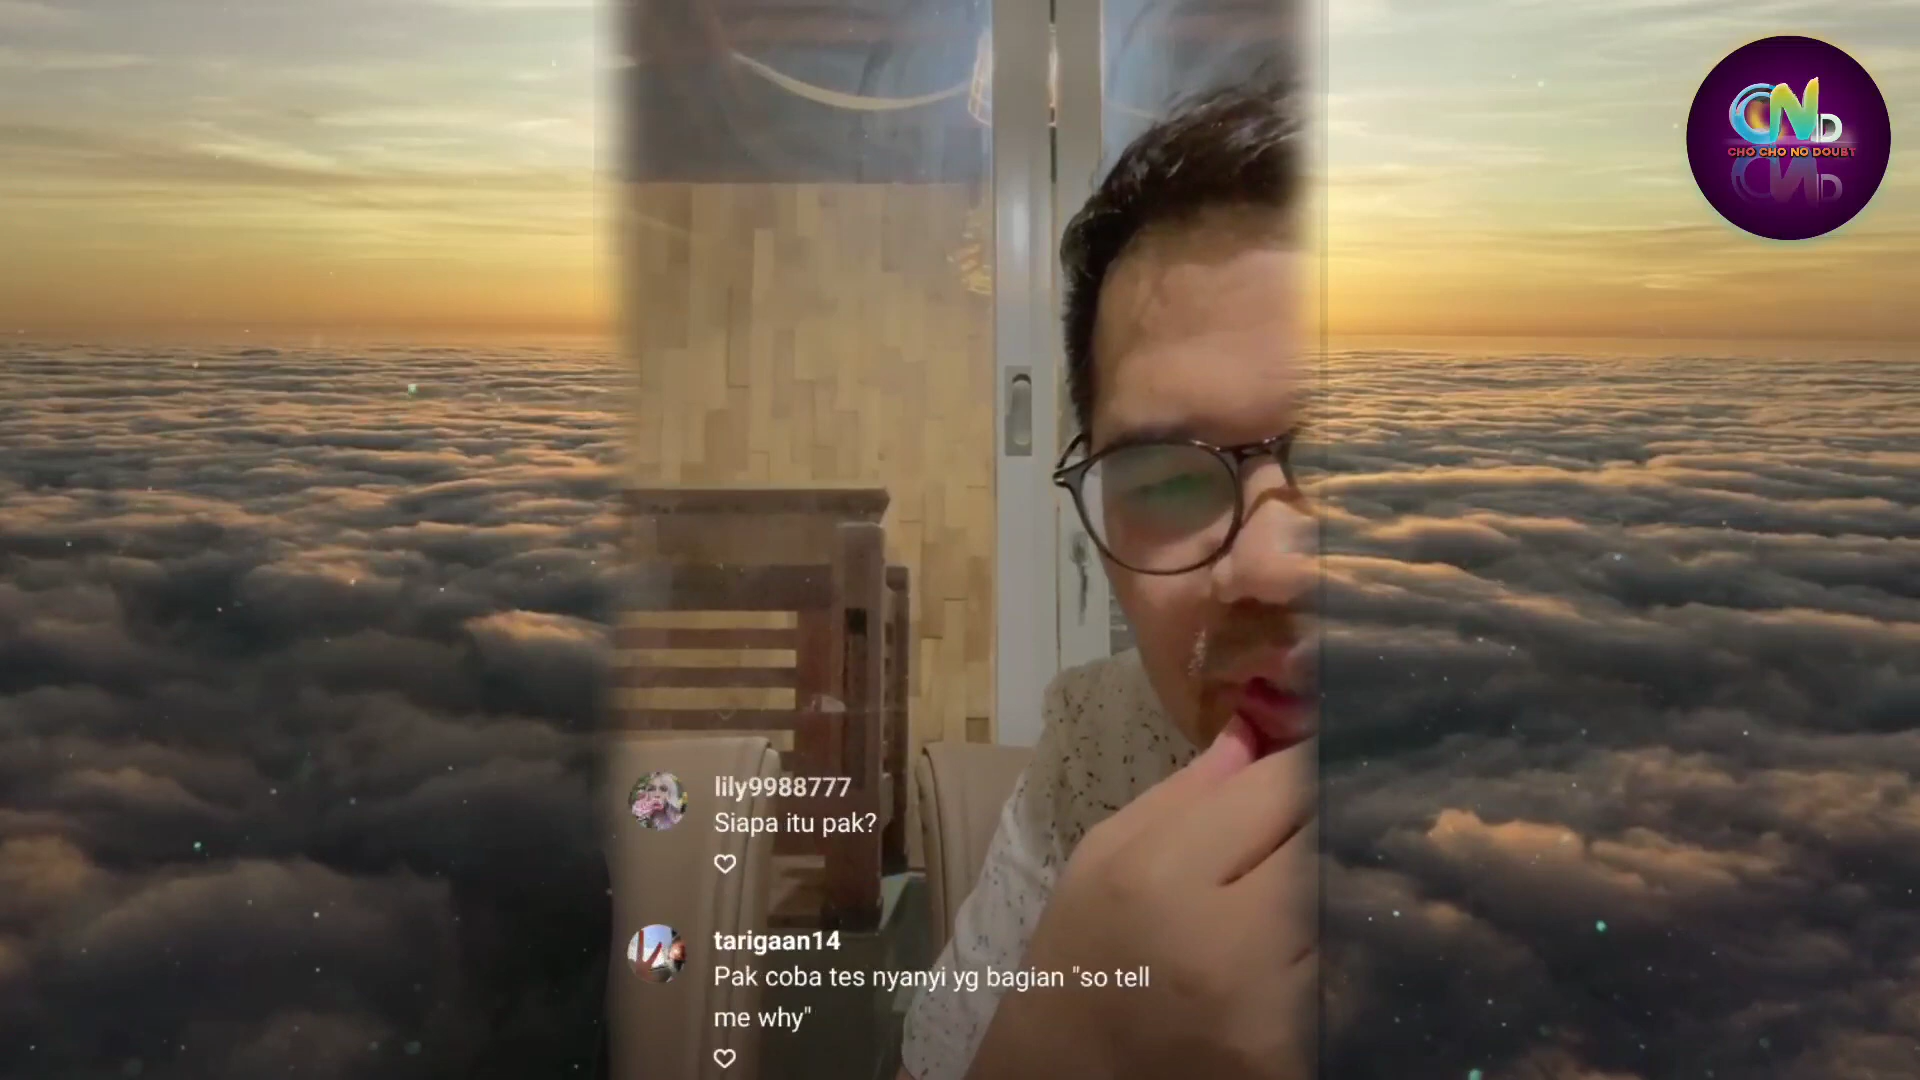 CND
CHO CHO NO DOUBT
lily9988777
Siapa itu pak?
tarigaan14
Pak coba tes nyanyi yg bagian "so tell
me why"